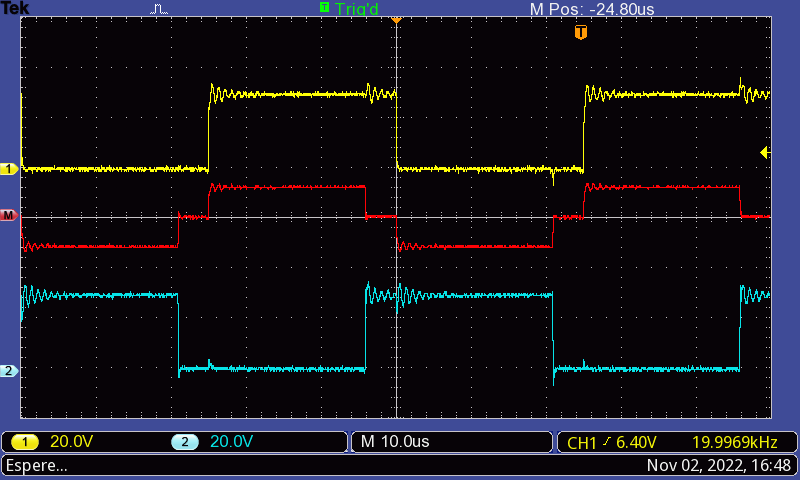 Tek T Trig'd M Pos: -24.80us
T
1
M
2
1 20.0V 2 20.0V M 10.0us CH1 6.40V 19.9969kHz
Espere... Nov 02, 2022, 16:48